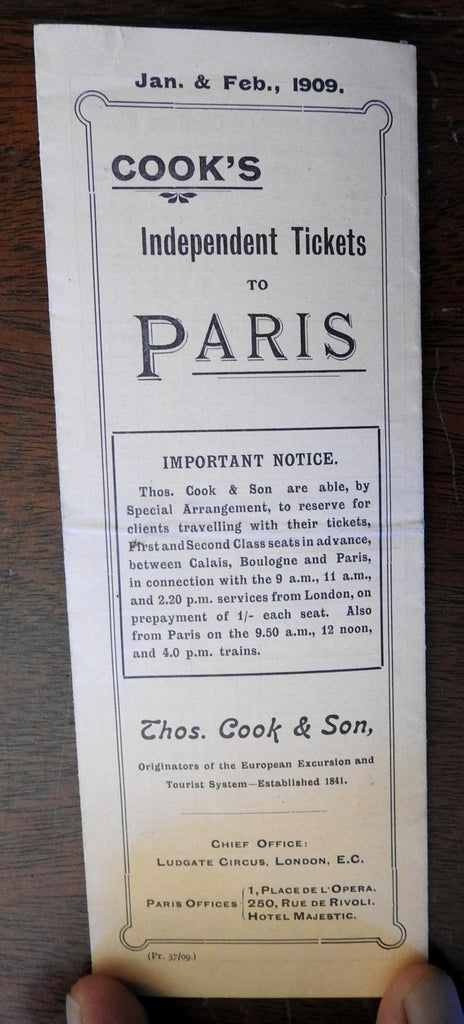 Jan. & Feb., 1909.
COOK'S
Independent Tickets
TO
PARIS
IMPORTANT NOTICE.
Thos. Cook & Son are able, by
Special Arrangement, to reserve for
clients travelling with their tickets,
First and Second Class seats in advance,
between Calais, Boulogne and Paris,
in connection with the 9 a.m., 11 a.m.,
and 2.20 p.m. services from London, on
prepayment of 1/- each seat. Also
from Paris on the 9.50 a.m., 12 noon,
and 4.0 p.m. trains.
Thos. Cook & Son,
Originators of the European Excursion and
Tourist System—Established 1841.
CHIEF OFFICE:
LUDGATE CIRCUS, LONDON, E.C.
1, PLACE DE L'OPERA.
PARIS OFFICES 250, RUE DE RIVOLI.
HOTEL MAJESTIC.
(Pr. 37/09.)